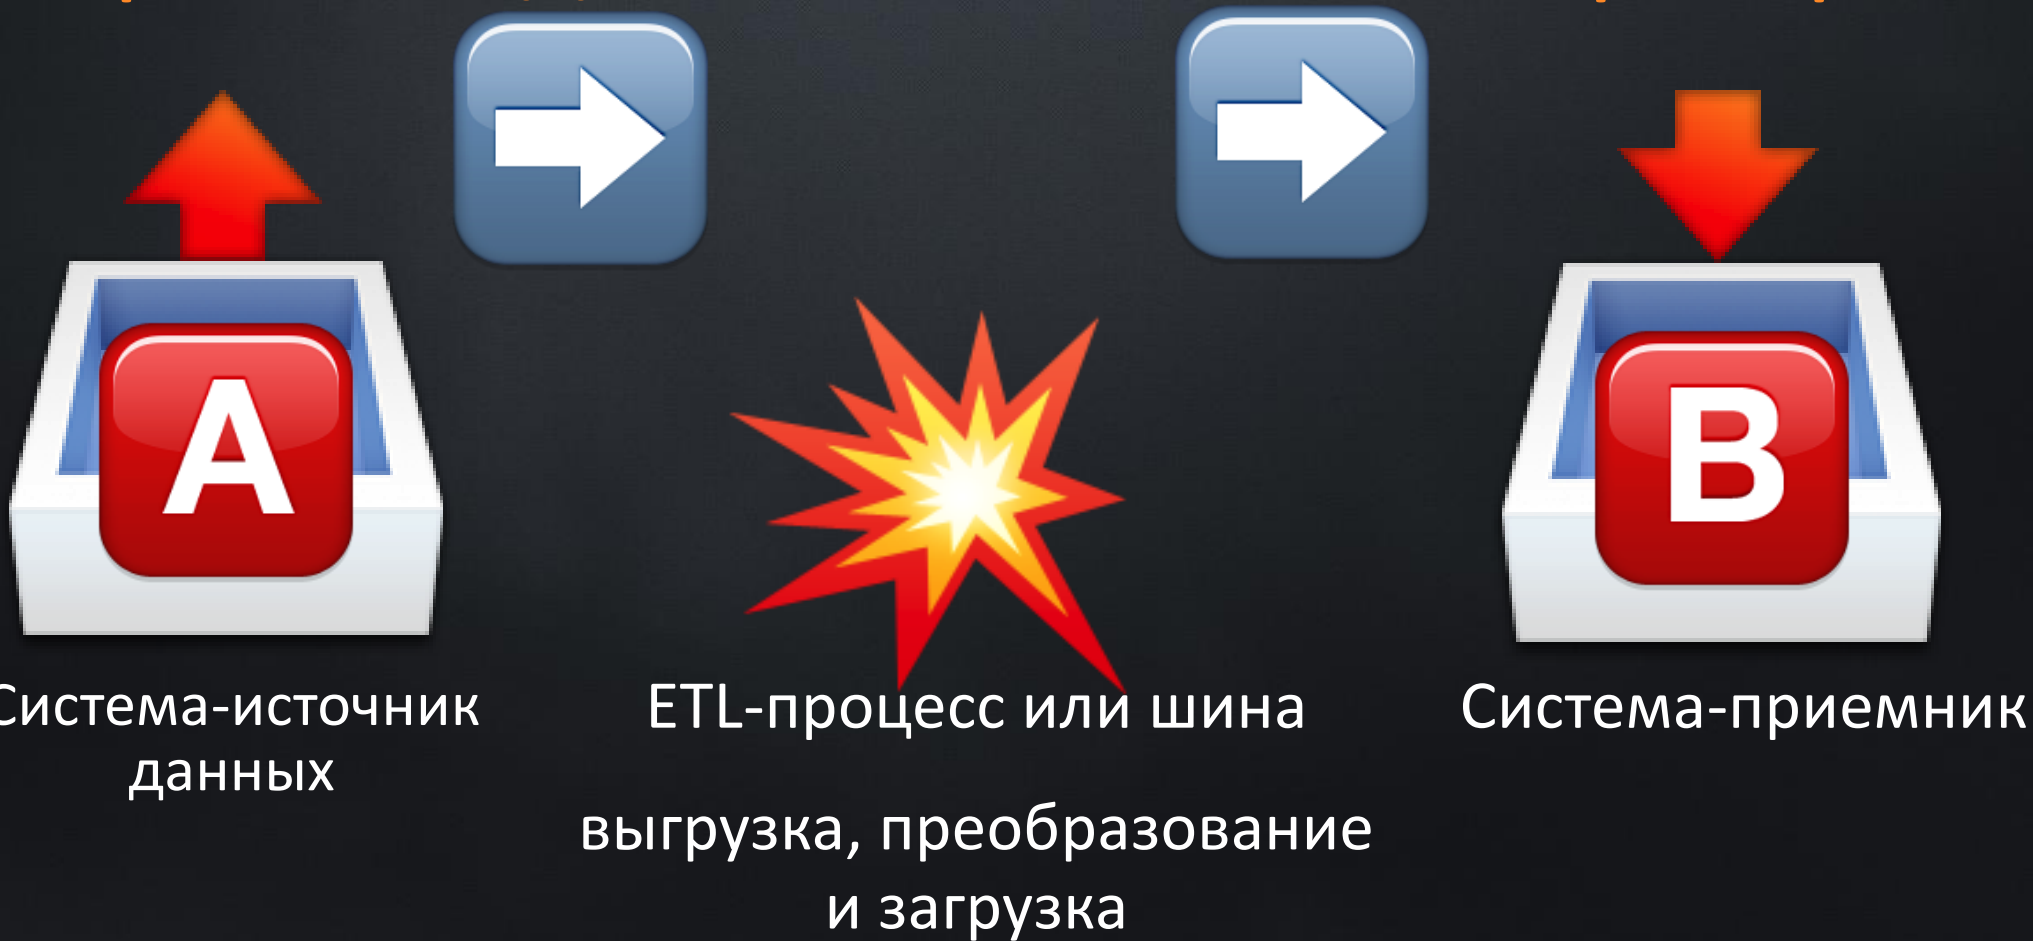 A
B
Система-источник
данных
ETL-процесс или шина
выгрузка, преобразование
и загрузка
Система-приемник